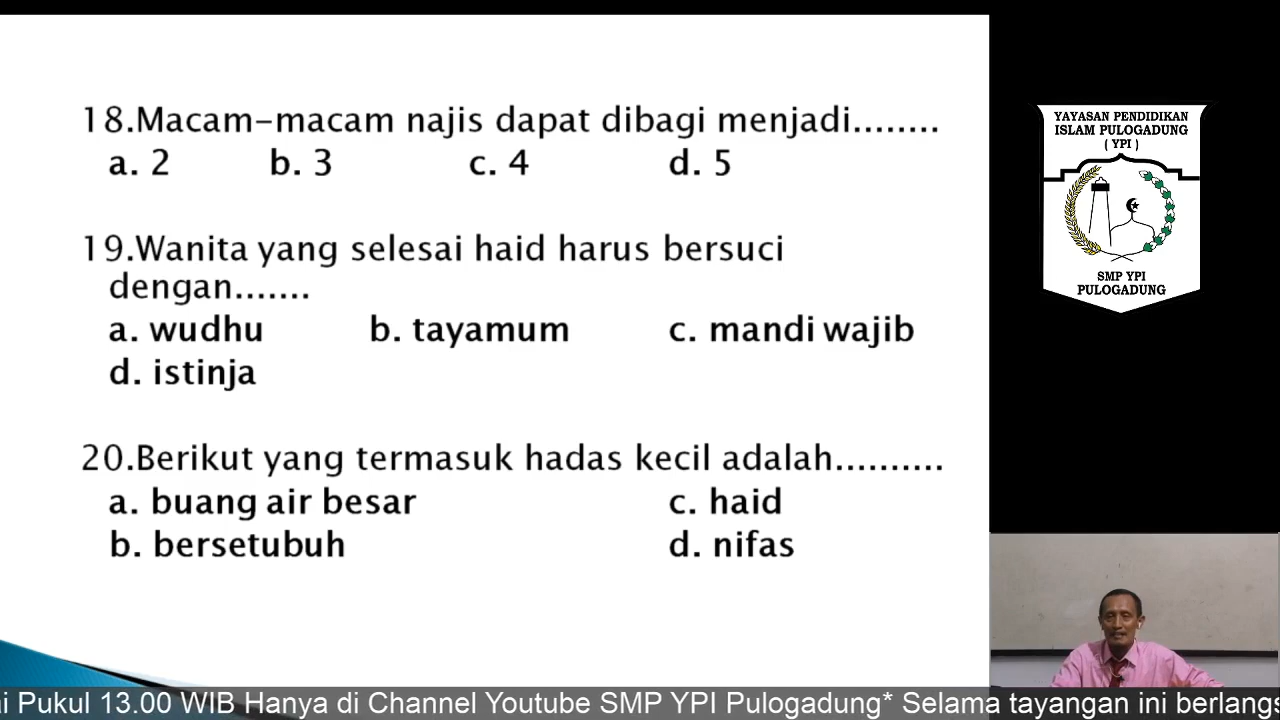 18.Macam-macam najis dapat dibagi menjadi........
a. 2 b. 3 c. 4 d. 5
19.Wanita yang selesai haid harus bersuci
dengan.......
a. wudhu b. tayamum c. mandi wajib
d. istinja
20.Berikut yang termasuk hadas kecil adalah..........
a. buang air besar c. haid
b. bersetubuh d. nifas
YAYASAN PENDIDIKAN
ISLAM PULOGADUNG
( YPI )
SMP YPI
PULOGADUNG
ai Pukul 13.00 WIB Hanya di Channel Youtube SMP YPI Pulogadung* Selama tayangan ini berlangs